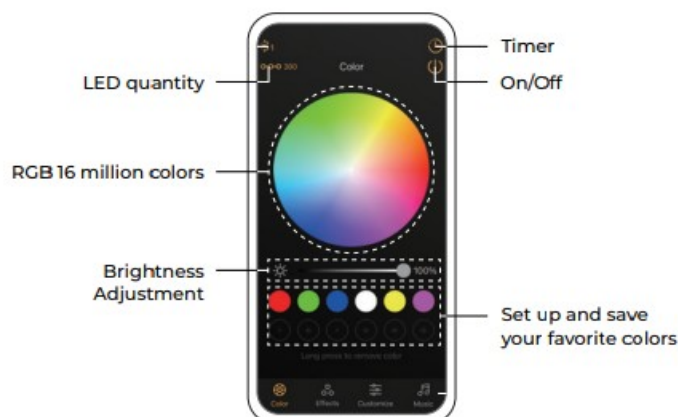 Timer
LED quantity
300
Color
On/Off
RGB 16 million colors
100%
Brightness
Adjustment
Set up and save
your favorite colors
Long press to remove color
Color
Effects
Customize
Music